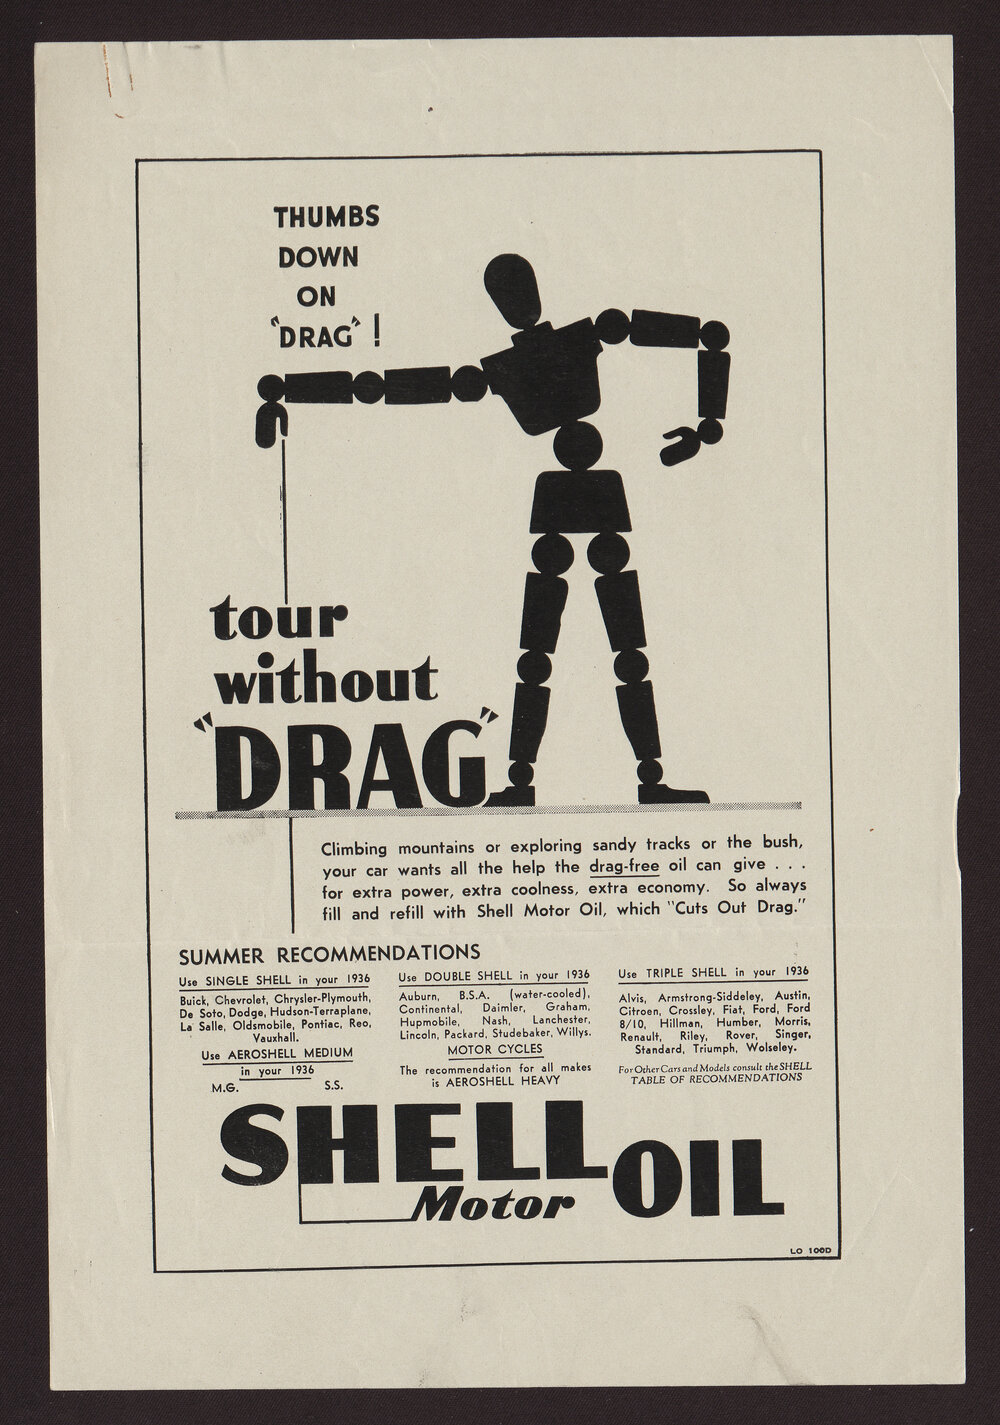 THUMBS
DOWN
ON
"DRAG"!
tour
without
"DRAG"
Climbing mountains or exploring sandy tracks or the bush,
your car wants all the help the drag-free oil can give . . .
for extra power, extra coolness, extra economy. So always
fill and refill with Shell Motor Oil, which "Cuts Out Drag."
SUMMER RECOMMENDATIONS
Use SINGLE SHELL in your 1936
Buick, Chevrolet, Chrysler-Plymouth,
De Soto, Dodge, Hudson-Terraplane,
La Salle, Oldsmobile, Pontiac, Reo,
Vauxhall.
Use AEROSHELL MEDIUM
in your 1936
M.G. S.S.
Use DOUBLE SHELL in your 1936
Auburn, B.S.A. (water-cooled),
Continental, Daimler, Graham,
Hupmobile, Nash, Lanchester,
Lincoln, Packard, Studebaker, Willys.
MOTOR CYCLES
The recommendation for all makes
is AEROSHELL HEAVY
Use TRIPLE SHELL in your 1936
Alvis, Armstrong-Siddeley, Austin,
Citroen, Crossley, Fiat, Ford, Ford
8/10, Hillman, Humber, Morris,
Renault, Riley, Rover, Singer,
Standard, Triumph, Wolseley.
For Other Cars and Models consult the SHELL
TABLE OF RECOMMENDATIONS
SHELL
Motor OIL
LO 100D